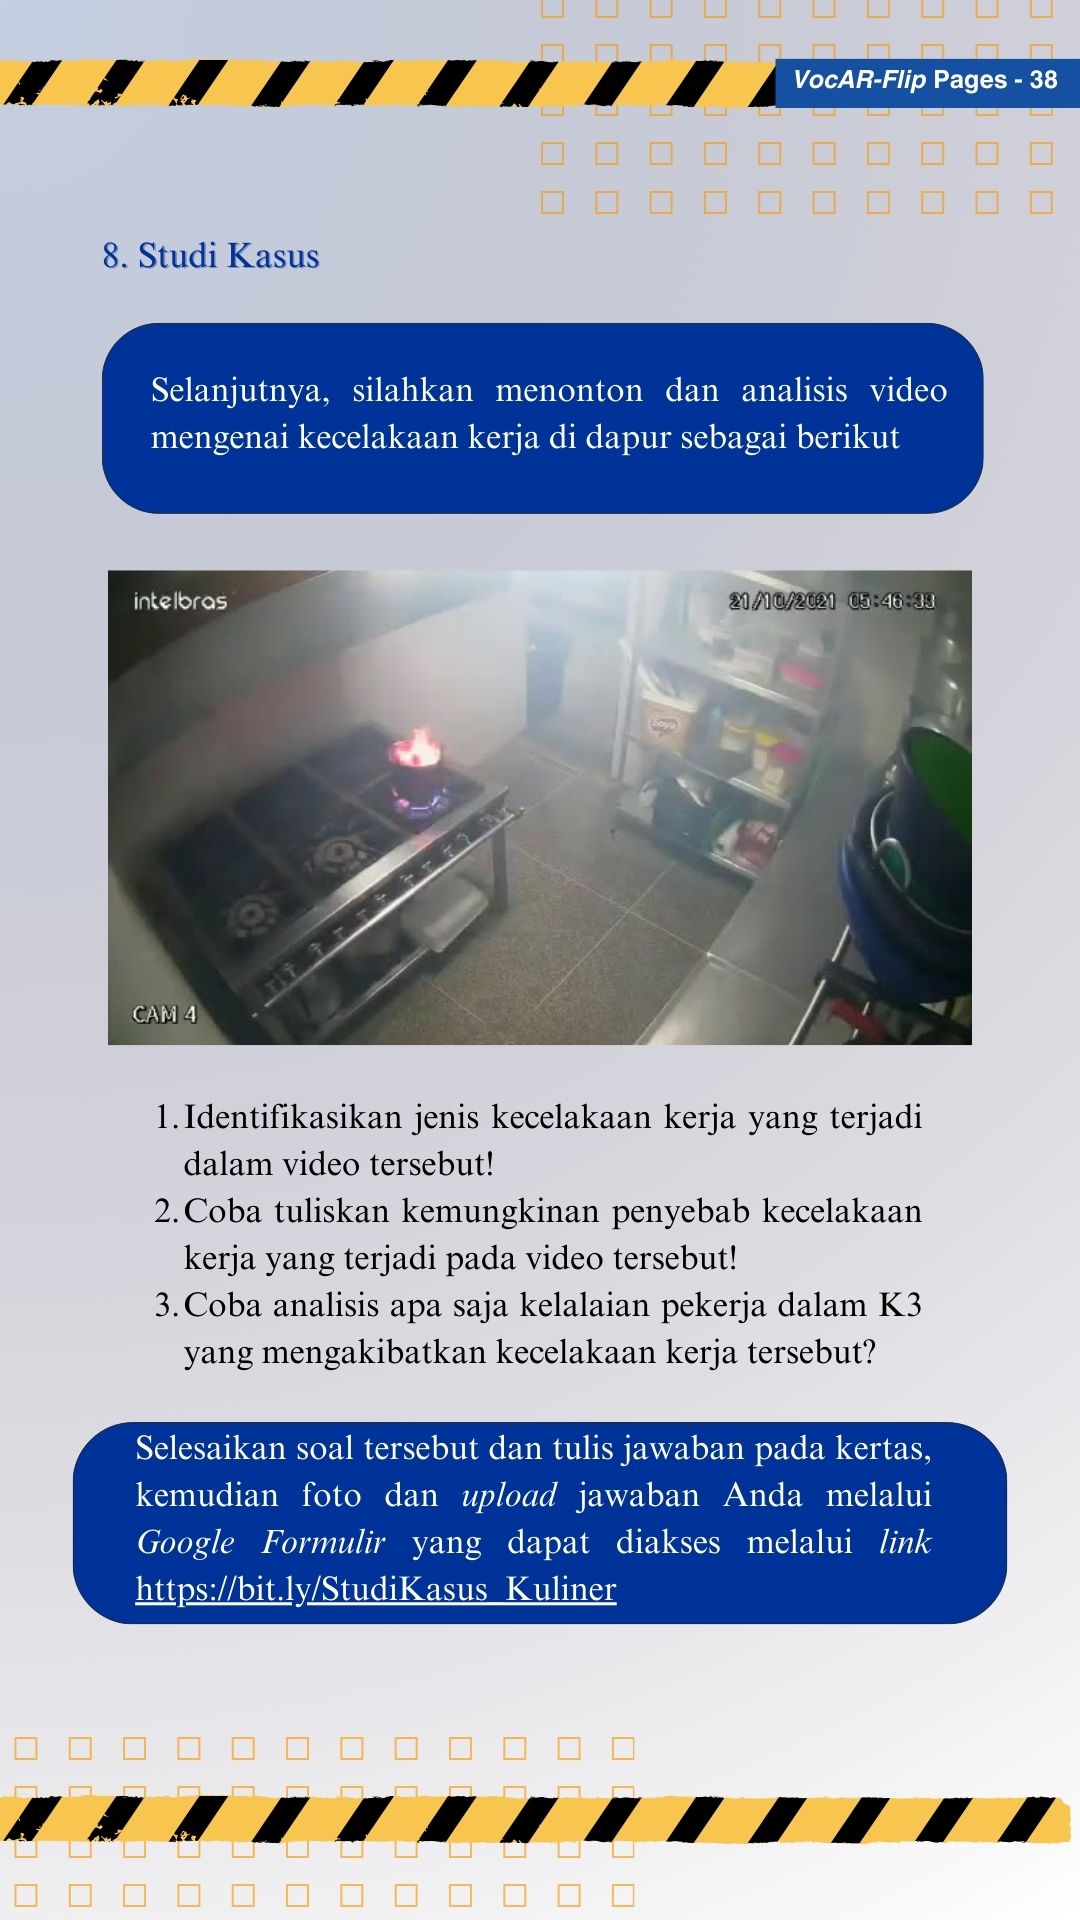 VocAR-Flip Pages - 38
8. Studi Kasus
Selanjutnya, silahkan menonton dan analisis video
mengenai kecelakaan kerja di dapur sebagai berikut
intelbras
21/10/2021 05:46:33
Soya
CAM 4
1. Identifikasikan jenis kecelakaan kerja yang terjadi
dalam video tersebut!
2. Coba tuliskan kemungkinan penyebab kecelakaan
kerja yang terjadi pada video tersebut!
3. Coba analisis apa saja kelalaian pekerja dalam K3
yang mengakibatkan kecelakaan kerja tersebut?
Selesaikan soal tersebut dan tulis jawaban pada kertas,
kemudian foto dan upload jawaban Anda melalui
Google Formulir yang dapat diakses melalui link
https://bit.ly/StudiKasus_Kuliner